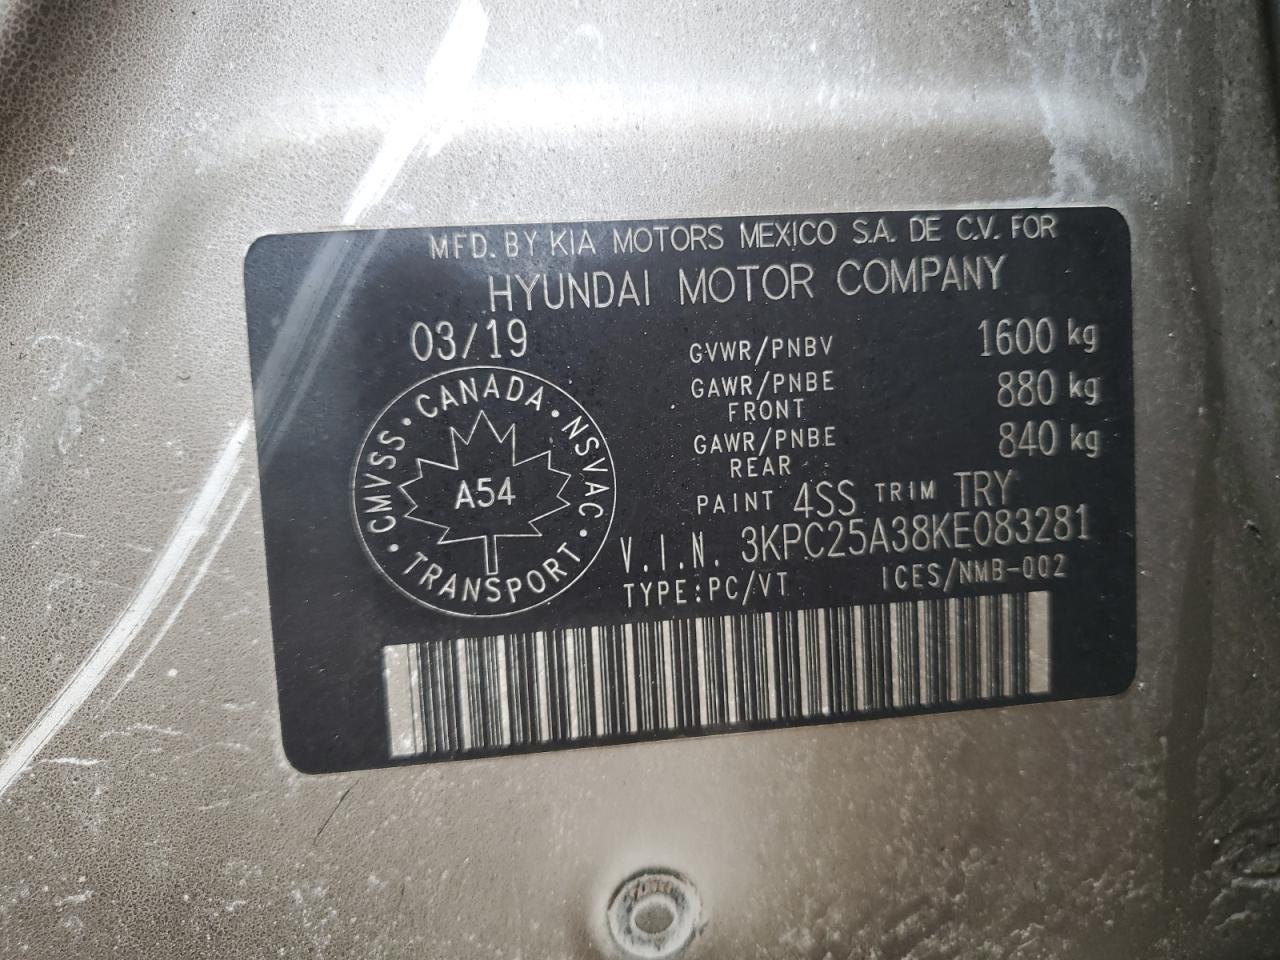 MFD. BY KIA MOTORS MEXICO S.A. DE C.V. FOR
HYUNDAI MOTOR COMPANY
03/19
GVWR/PNBV 1600 kg
GAWR/PNBE 880 kg
FRONT
GAWR/PNBE 840 kg
REAR
CMVSS · CANADA · NSVAC · TRANSPORT ·
A54
PAINT 4SS TRIM TRY
V.I.N. 3KPC25A38KE083281
TYPE:PC/VT ICES/NMB-002